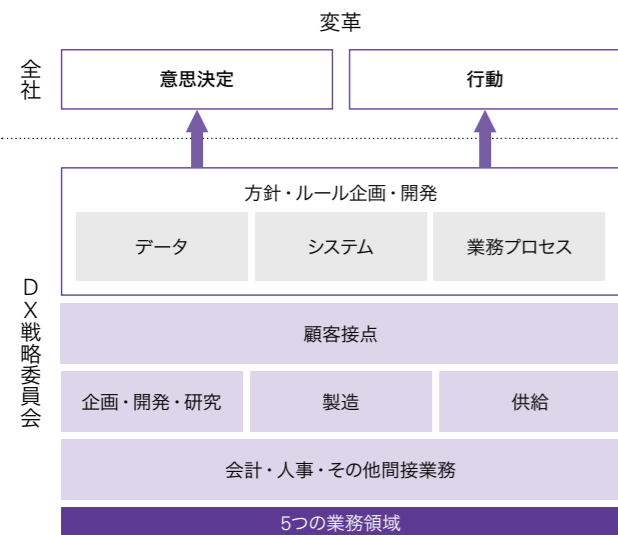 変革
全社
意思決定
行動
方針・ルール企画・開発
データ
システム
業務プロセス
DX戦略委員会
顧客接点
企画・開発・研究
製造
供給
会計・人事・その他間接業務
5つの業務領域